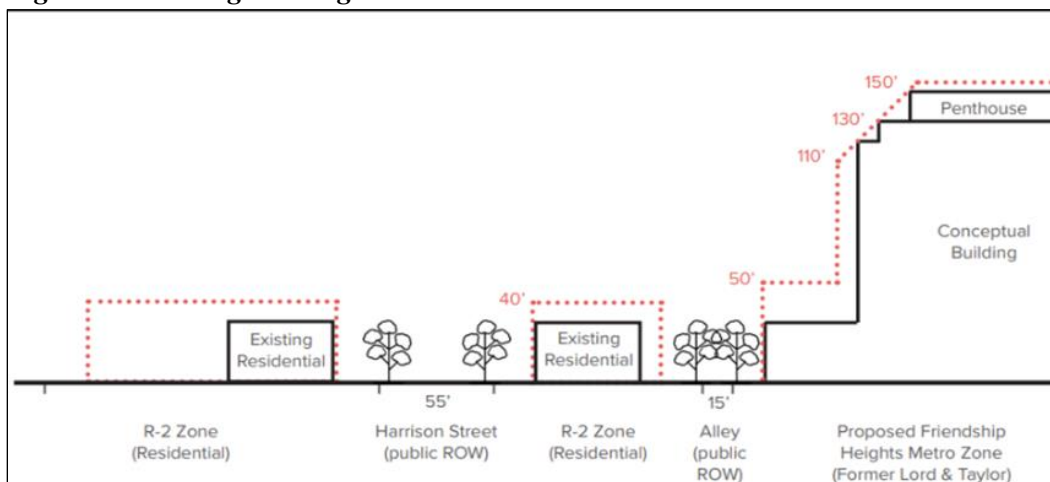 150'
Penthouse
130'
110'
Conceptual
Building
50'
40'
Existing
Residential
Existing
Residential
55'
15'
R-2 Zone
(Residential)
Harrison Street
(public ROW)
R-2 Zone
(Residential)
Alley
(public
ROW)
Proposed Friendship
Heights Metro Zone
(Former Lord & Taylor)